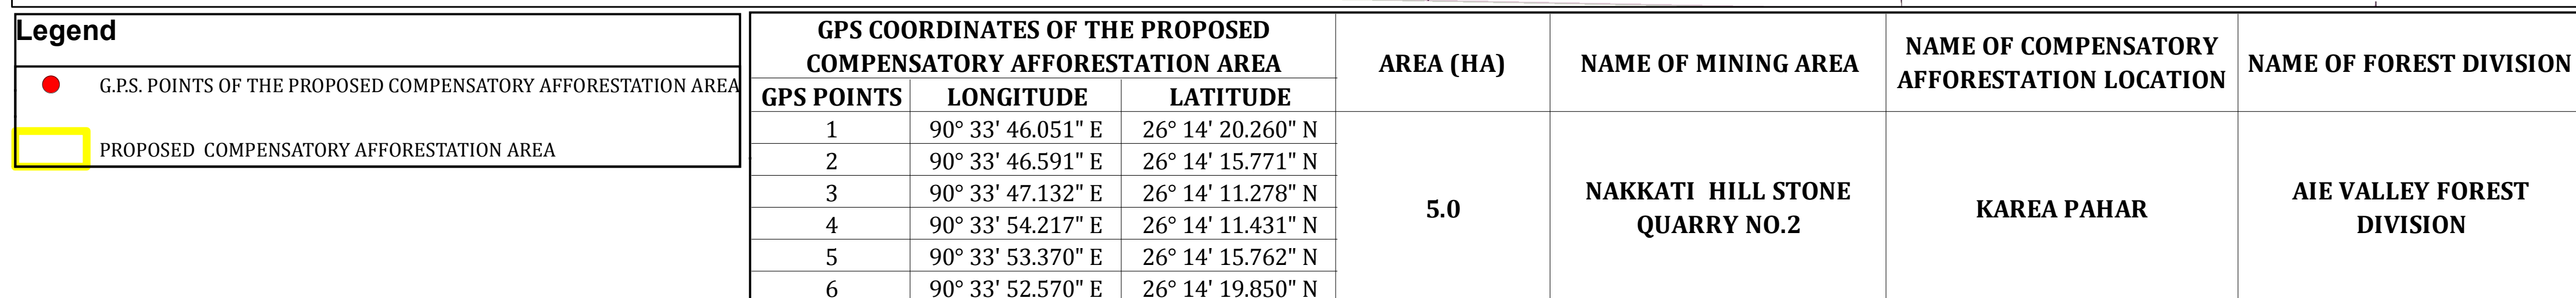 Legend
G.P.S. POINTS OF THE PROPOSED COMPENSATORY AFFORESTATION AREA
PROPOSED COMPENSATORY AFFORESTATION AREA
GPS COORDINATES OF THE PROPOSED
COMPENSATORY AFFORESTATION AREA
AREA (HA)
NAME OF MINING AREA
NAME OF COMPENSATORY
AFFORESTATION LOCATION
NAME OF FOREST DIVISION
GPS POINTS LONGITUDE LATITUDE
1 90° 33' 46.051" E 26° 14' 20.260" N
2 90° 33' 46.591" E 26° 14' 15.771" N
3 90° 33' 47.132" E 26° 14' 11.278" N
4 90° 33' 54.217" E 26° 14' 11.431" N
5 90° 33' 53.370" E 26° 14' 15.762" N
6 90° 33' 52.570" E 26° 14' 19.850" N
5.0
NAKKATI HILL STONE
QUARRY NO.2
KAREA PAHAR
AIE VALLEY FOREST
DIVISION